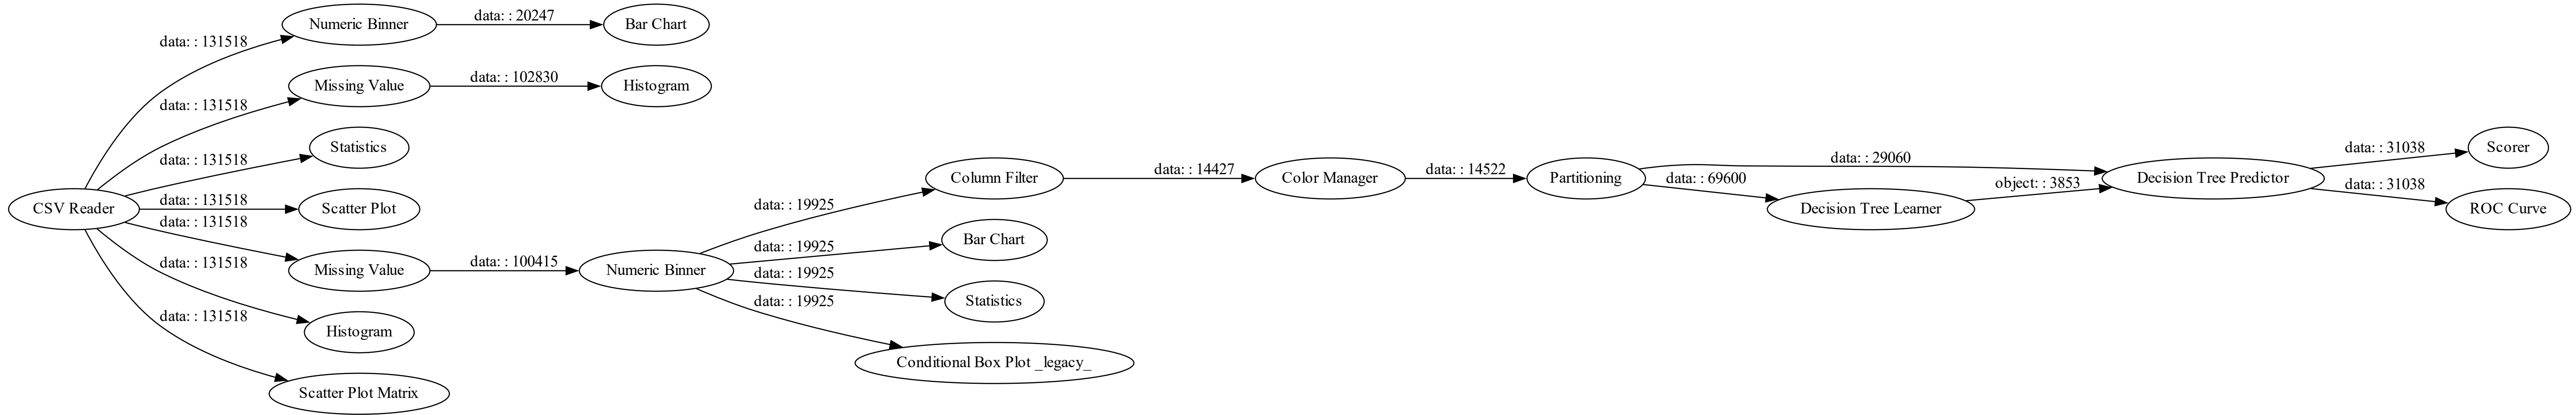 CSV Reader
data: : 131518
Numeric Binner
data: : 20247
Bar Chart
data: : 131518
Missing Value
data: : 102830
Histogram
data: : 131518
Statistics
data: : 131518
Scatter Plot
data: : 131518
Missing Value
data: : 100415
Numeric Binner
data: : 131518
Histogram
data: : 131518
Scatter Plot Matrix
data: : 19925
Column Filter
data: : 14427
Color Manager
data: : 14522
Partitioning
data: : 19925
Bar Chart
data: : 19925
Statistics
data: : 19925
Conditional Box Plot _legacy_
data: : 29060
data: : 69600
Decision Tree Learner
object: : 3853
Decision Tree Predictor
data: : 31038
Scorer
data: : 31038
ROC Curve